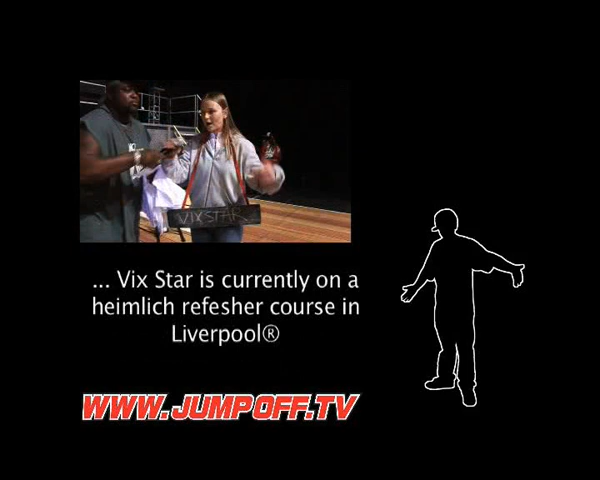 VIXSTAR
... Vix Star is currently on a
heimlich refesher course in
Liverpool®
WWW.JUMPOFF.TV